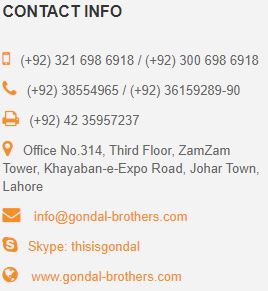 CONTACT INFO
(+92) 321 698 6918 / (+92) 300 698 6918
(+92) 38554965 / (+92) 36159289-90
(+92) 42 35957237
Office No.314, Third Floor, ZamZam
Tower, Khayaban-e-Expo Road, Johar Town,
Lahore
info@gondal-brothers.com
Skype: thisisgondal
www.gondal-brothers.com